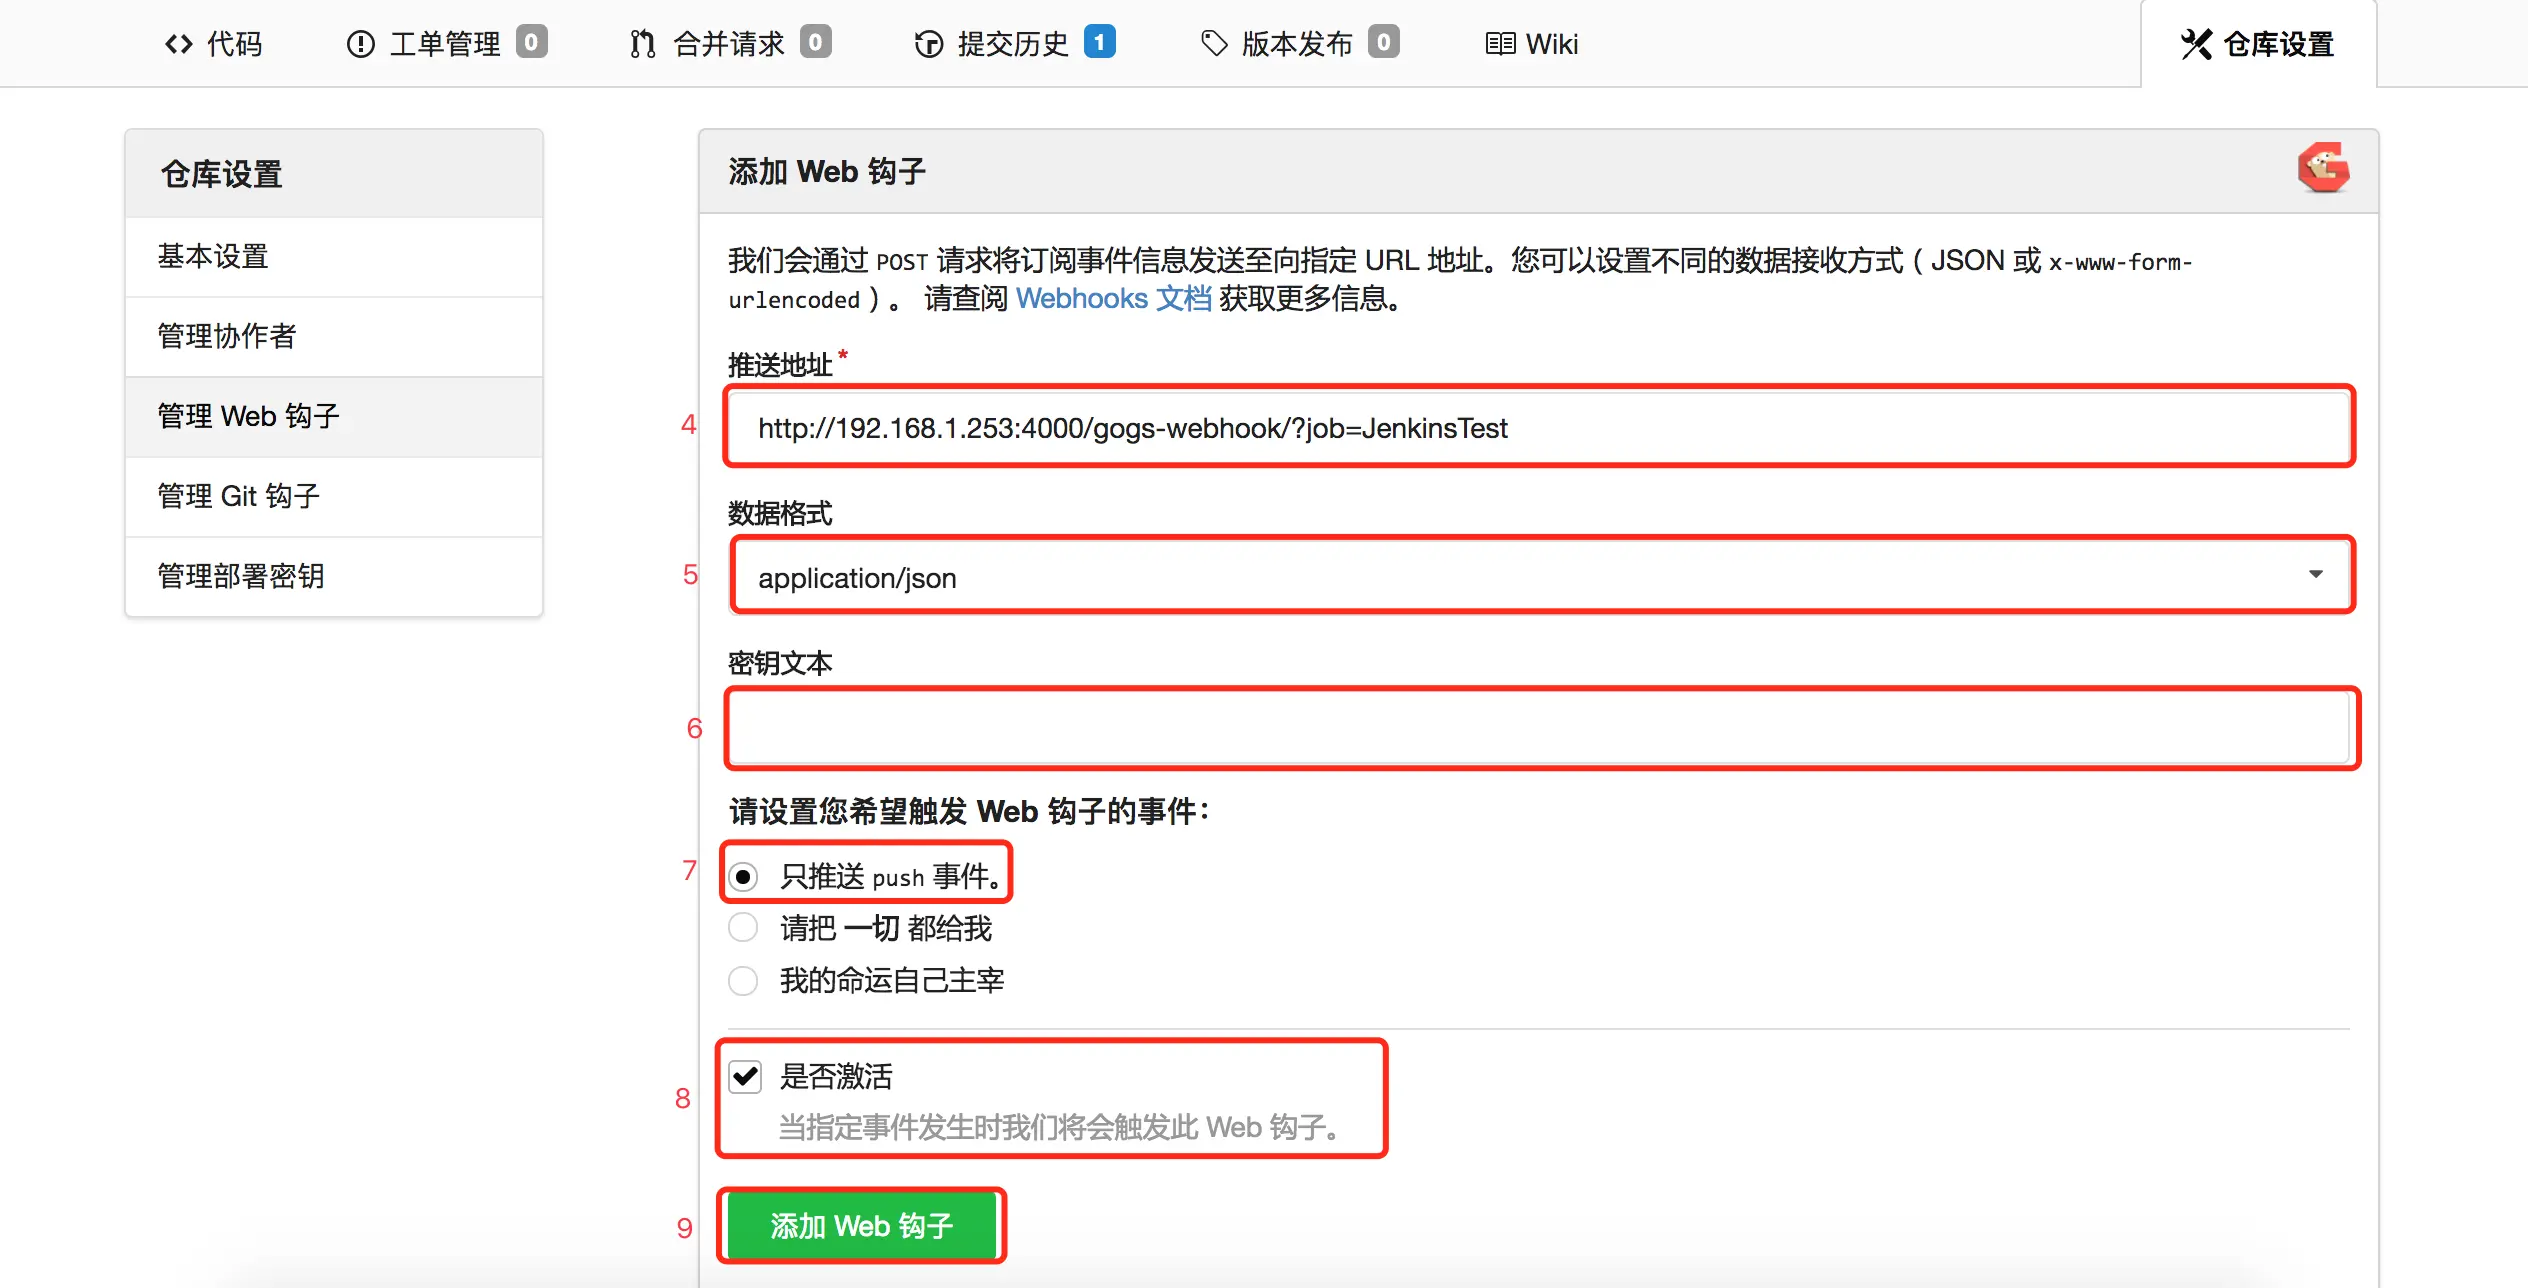 代码 工单管理 0 合并请求 0 提交历史 1 版本发布 0 Wiki 仓库设置
仓库设置
基本设置
管理协作者
管理 Web 钩子
管理 Git 钩子
管理部署密钥
添加 Web 钩子
我们会通过 POST 请求将订阅事件信息发送至向指定 URL 地址。您可以设置不同的数据接收方式 ( JSON 或 x-www-form-
urlencoded ) 。 请查阅 Webhooks 文档 获取更多信息。
推送地址*
4 http://192.168.1.253:4000/gogs-webhook/?job=JenkinsTest
数据格式
5 application/json
密钥文本
6
请设置您希望触发 Web 钩子的事件:
7 只推送 push 事件。
请把 一切 都给我
我的命运自己主宰
是否激活
8
当指定事件发生时我们将会触发此 Web 钩子。
9 添加 Web 钩子